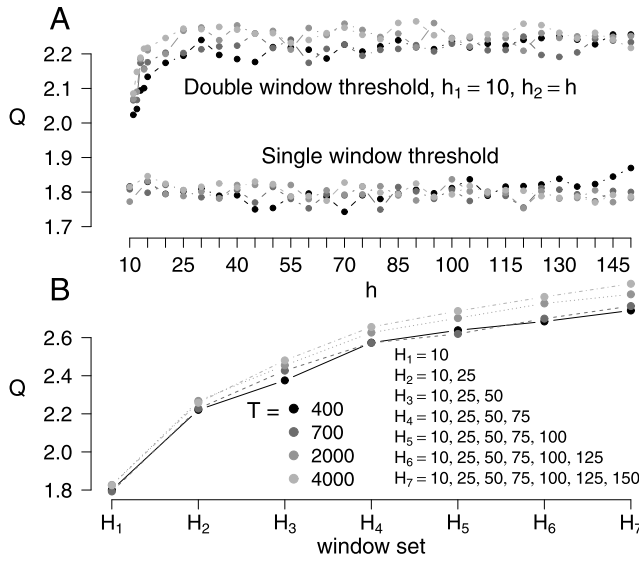 A
2.2
2.1
2.0
1.9
1.8
1.7
Q
Double window threshold, h₁ = 10, h₂ = h
Single window threshold
10 25 40 55 70 85 100 120 145
h
B
2.6
2.4
2.2
2.0
1.8
Q
T = 400
700
2000
4000
H₁ = 10
H₂ = 10, 25
H₃ = 10, 25, 50
H₄ = 10, 25, 50, 75
H₅ = 10, 25, 50, 75, 100
H₆ = 10, 25, 50, 75, 100, 125
H₇ = 10, 25, 50, 75, 100, 125, 150
H₁ H₂ H₃ H₄ H₅ H₆ H₇
window set